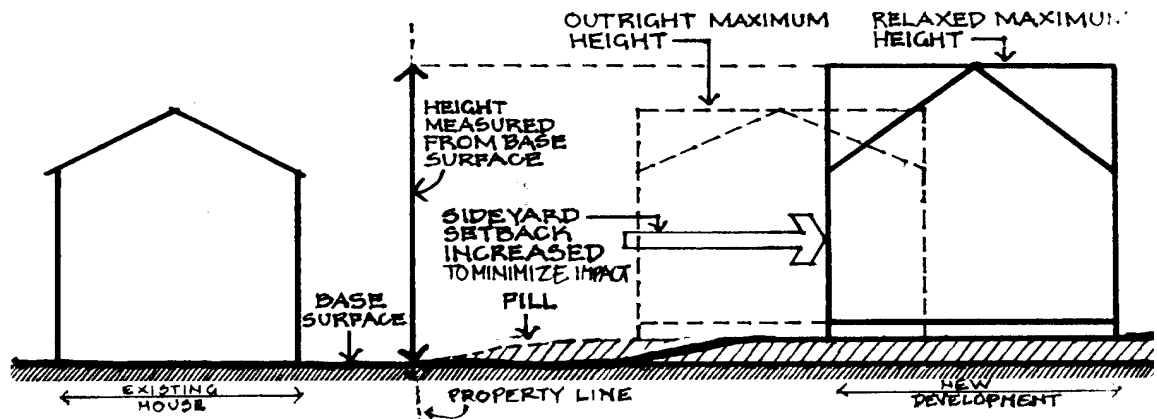 OUTRIGHT MAXIMUM
HEIGHT
RELAXED MAXIMUM
HEIGHT
HEIGHT
MEASURED
FROM BASE
SURFACE
SIDEYARD
SETBACK
INCREASED
TO MINIMIZE IMPACT
FILL
BASE
SURFACE
EXISTING
HOUSE
PROPERTY LINE
NEW
DEVELOPMENT